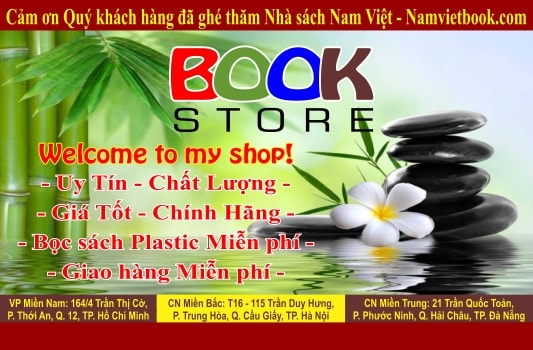 Cảm ơn Quý khách hàng đã ghé thăm Nhà sách Nam Việt - Namvietbook.com
BOOK
STORE
Welcome to my shop!
- Uy Tín - Chất Lượng -
- Giá Tốt - Chính Hãng -
- Bọc sách Plastic Miễn phí -
- Giao hàng Miễn phí -
VP Miền Nam: 164/4 Trần Thị Cờ,
P. Thới An, Q. 12, TP. Hồ Chí Minh
CN Miền Bắc: T16 - 115 Trần Duy Hưng,
P. Trung Hòa, Q. Cầu Giấy, TP. Hà Nội
CN Miền Trung: 21 Trần Quốc Toản,
P. Phước Ninh, Q. Hải Châu, TP. Đà Nẵng